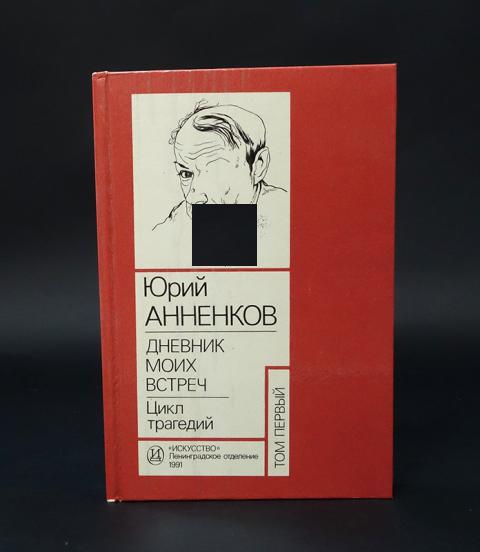 Юрий
АННЕНКОВ
ДНЕВНИК
МОИХ
ВСТРЕЧ
Цикл
трагедий
«ИСКУССТВО»
Ленинградское отделение
1991
ТОМ ПЕРВЫЙ